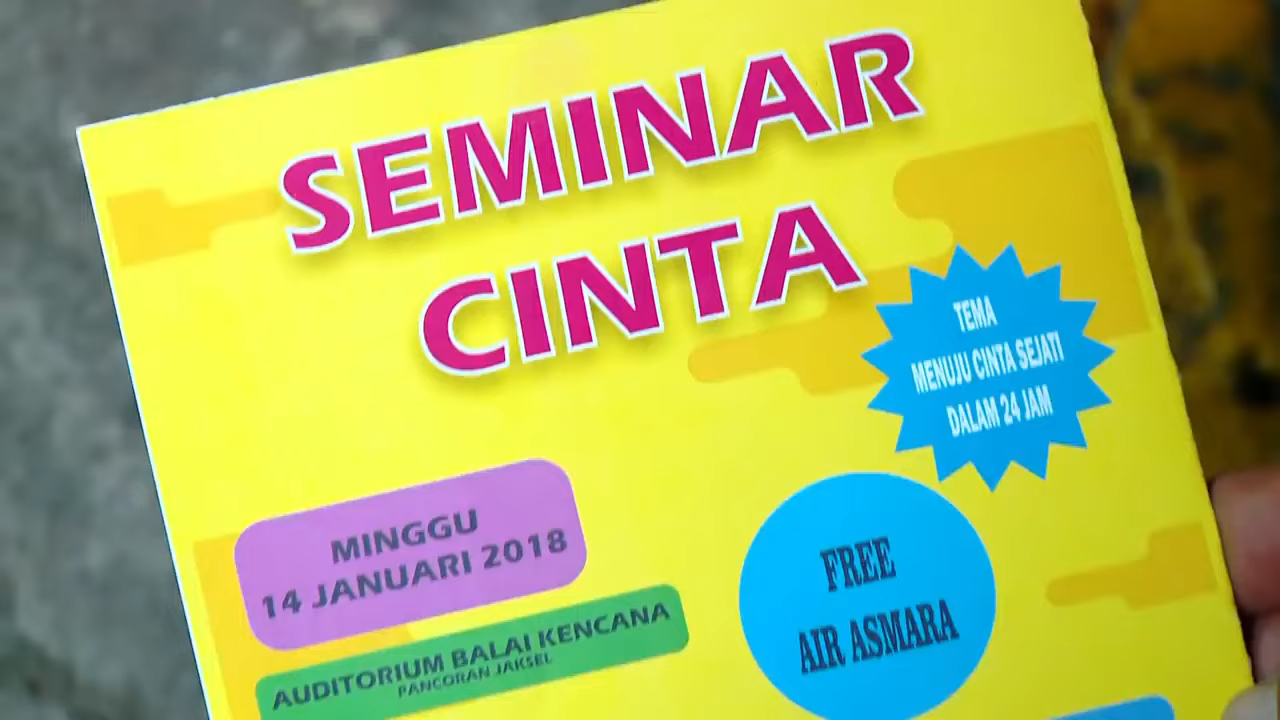 SEMINAR
CINTA
TEMA
MENUJU CINTA SEJATI
DALAM 24 JAM
MINGGU
14 JANUARI 2018
FREE
AIR ASMARA
AUDITORIUM BALAI KENCANA
PANCORAN JAKSEL